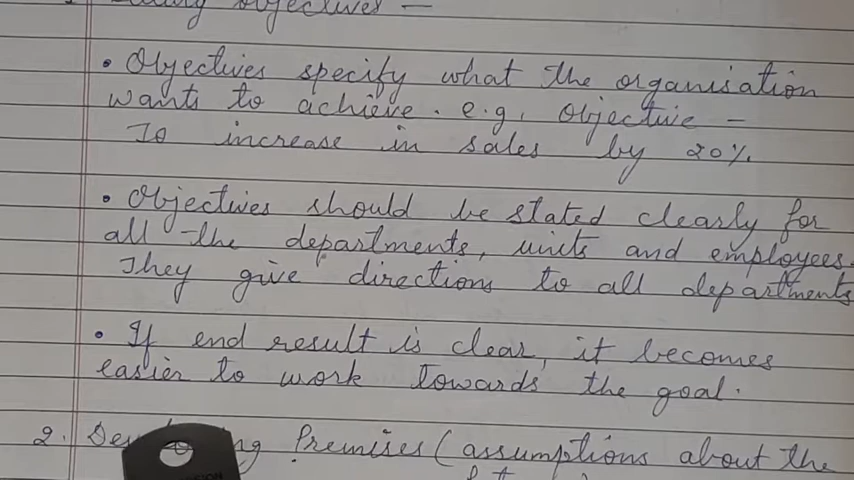 objectives —
• Objectives specify what the organisation
wants to achieve. e.g. Objective –
To increase in sales by 20%.
• Objectives should be stated clearly for
all the departments, units and employees.
They give directions to all departments
• If end result is clear, it becomes
easier to work towards the goal.
2. Premises (assumptions about the